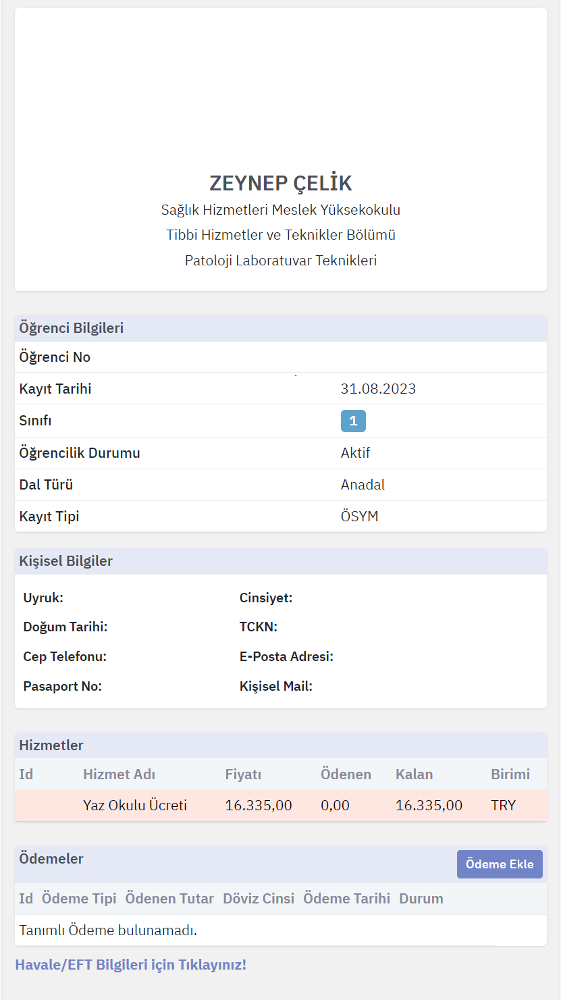 ZEYNEP ÇELİK
Sağlık Hizmetleri Meslek Yüksekokulu
Tibbi Hizmetler ve Teknikler Bölümü
Patoloji Laboratuvar Teknikleri
Öğrenci Bilgileri
Öğrenci No
Kayıt Tarihi 31.08.2023
Sınıfı 1
Öğrencilik Durumu Aktif
Dal Türü Anadal
Kayıt Tipi ÖSYM
Kişisel Bilgiler
Uyruk: Cinsiyet:
Doğum Tarihi: TCKN:
Cep Telefonu: E-Posta Adresi:
Pasaport No: Kişisel Mail:
Hizmetler
Id Hizmet Adı Fiyatı Ödenen Kalan Birimi
Yaz Okulu Ücreti 16.335,00 0,00 16.335,00 TRY
Ödemeler Ödeme Ekle
Id Ödeme Tipi Ödenen Tutar Döviz Cinsi Ödeme Tarihi Durum
Tanımlı Ödeme bulunamadı.
Havale/EFT Bilgileri için Tıklayınız!